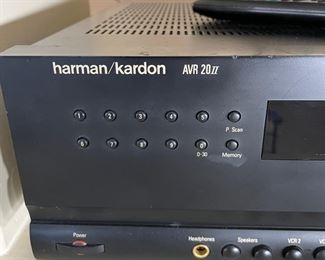 harman/kardon AVR 20II
1 2 3 4 5
P. Scan
6 7 8 9 0
D-30 Memory
Power
Headphones Speakers VCR 2